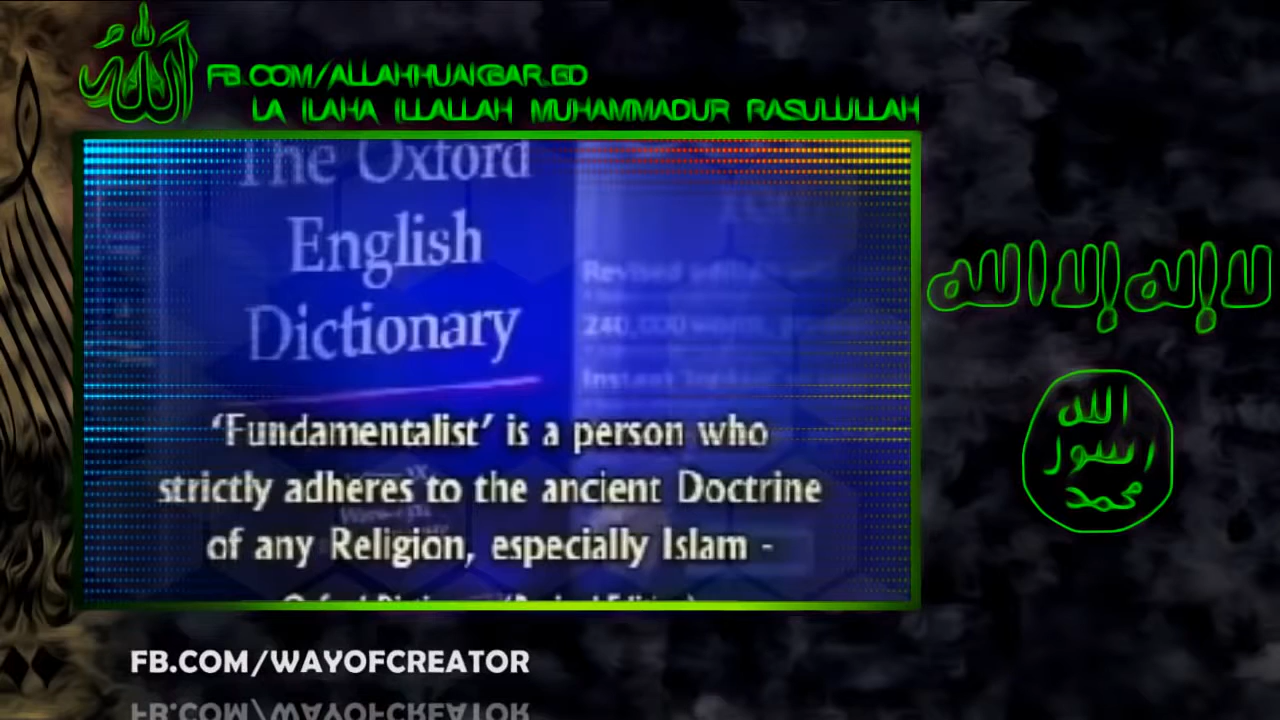 الله
FB.COM/ALLAHHUAKBAR.BD
LA ILAHA ILLALLAH MUHAMMADUR RASULULLAH
The Oxford
English
Dictionary
Revised
240,000 words,
Instant
'Fundamentalist' is a person who
strictly adheres to the ancient Doctrine
of any Religion, especially Islam -
لا إله إلا الله
الله
رسول
محمد
FB.COM/WAYOFCREATOR